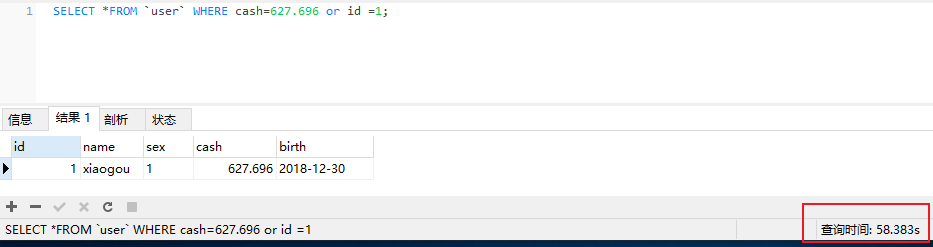 1 SELECT *FROM `user` WHERE cash=627.696 or id =1;
信息 结果 1 剖析 状态
id name sex cash birth
1 xiaogou 1 627.696 2018-12-30
SELECT *FROM `user` WHERE cash=627.696 or id =1 查询时间: 58.383s